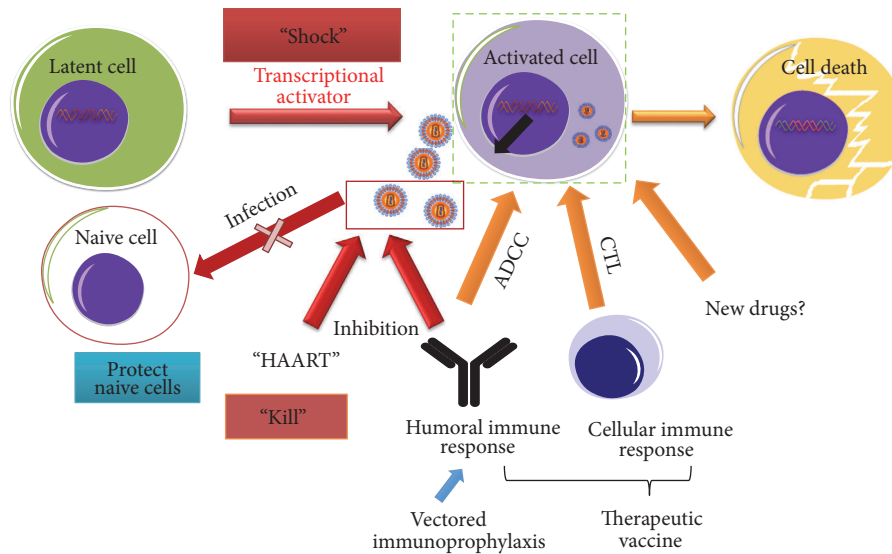 "Shock"
Latent cell
Activated cell
Cell death
Transcriptional
activator
Infection
Naive cell
ADCC
CTL
New drugs?
Inhibition
"HAART"
Protect
naive cells
"Kill"
Humoral immune
response
Cellular immune
response
Vectored
immunoprophylaxis
Therapeutic
vaccine